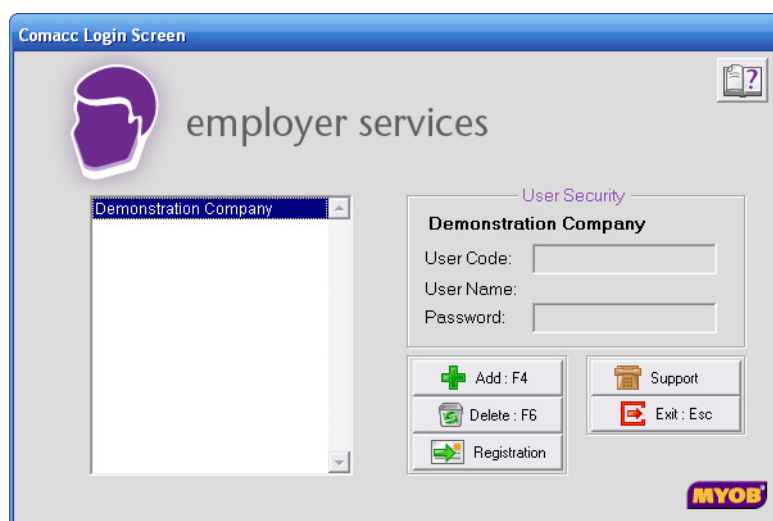 Comacc Login Screen
employer services
Demonstration Company
User Security
Demonstration Company
User Code:
User Name:
Password:
Add : F4
Support
Delete : F6
Exit : Esc
Registration
MYOB